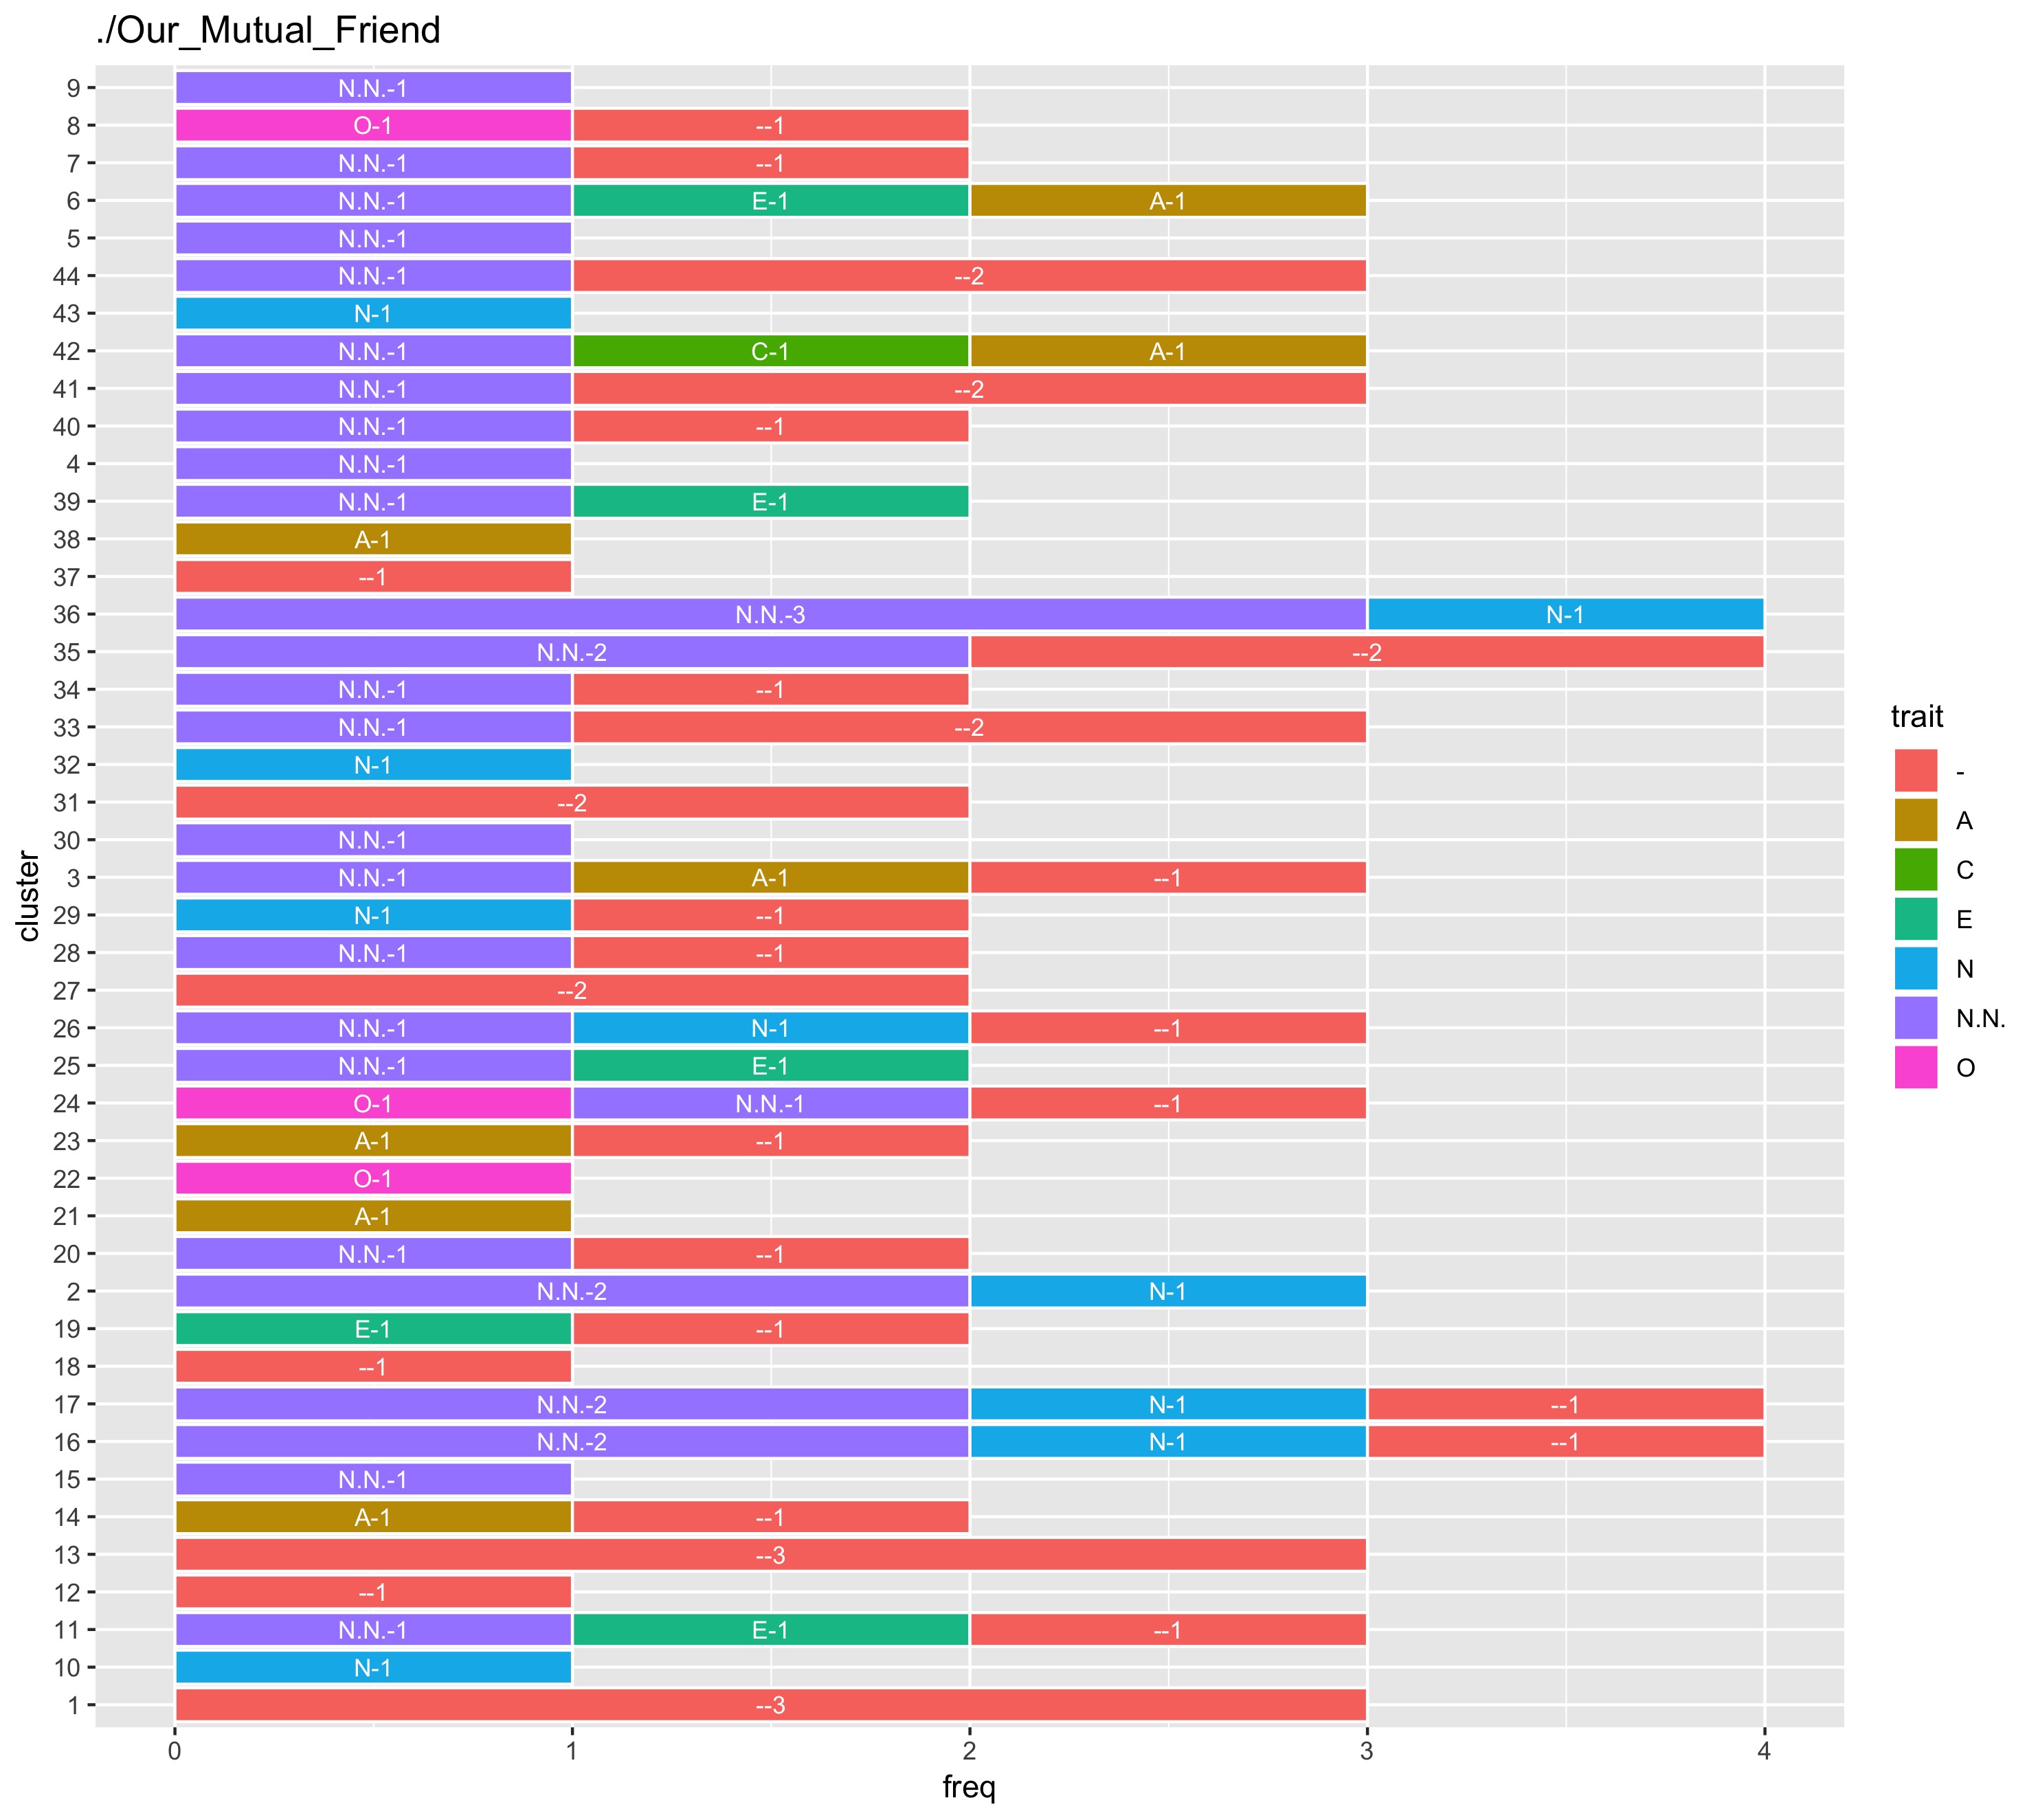 ./Our_Mutual_Friend
9 N.N.-1
8 O-1 --1
7 N.N.-1 --1
6 N.N.-1 E-1 A-1
5 N.N.-1
44 N.N.-1 --2
43 N-1
42 N.N.-1 C-1 A-1
41 N.N.-1 --2
40 N.N.-1 --1
4 N.N.-1
39 N.N.-1 E-1
38 A-1
37 --1
36 N.N.-3 N-1
35 N.N.-2 --2
34 N.N.-1 --1
33 N.N.-1 --2
32 N-1
31 --2
30 N.N.-1
3 N.N.-1 A-1 --1
29 N-1 --1
28 N.N.-1 --1
27 --2
26 N.N.-1 N-1 --1
25 N.N.-1 E-1
24 O-1 N.N.-1 --1
23 A-1 --1
22 O-1
21 A-1
20 N.N.-1 --1
2 N.N.-2 N-1
19 E-1 --1
18 --1
17 N.N.-2 N-1 --1
16 N.N.-2 N-1 --1
15 N.N.-1
14 A-1 --1
13 --3
12 --1
11 N.N.-1 E-1 --1
10 N-1
1 --3
0 1 2 3 4
freq
cluster
trait
-
A
C
E
N
N.N.
O